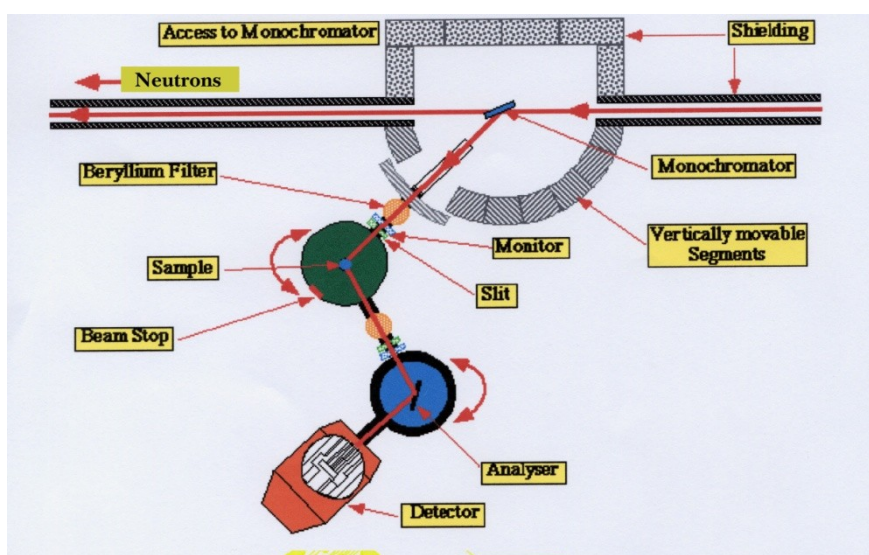 Access to Monochromator
Shielding
Neutrons
Monochromator
Beryllium Filter
Vertically movable
Segments
Monitor
Sample
Slit
Beam Stop
Analyser
Detector